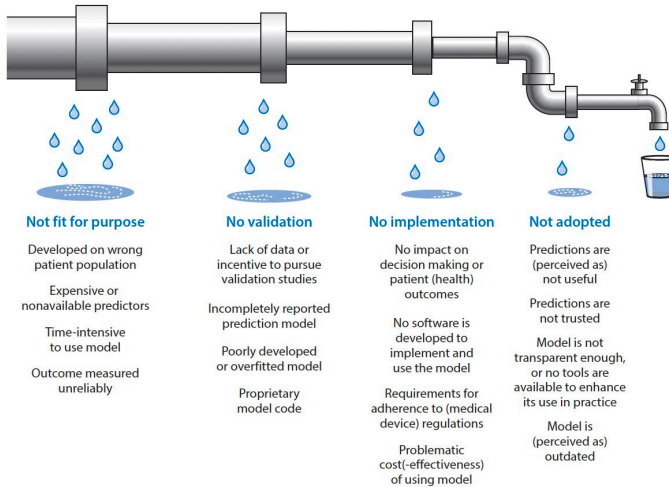 Not fit for purpose
Developed on wrong
patient population
Expensive or
nonavailable predictors
Time-intensive
to use model
Outcome measured
unreliably
No validation
Lack of data or
incentive to pursue
validation studies
Incompletely reported
prediction model
Poorly developed
or overfitted model
Proprietary
model code
No implementation
No impact on
decision making or
patient (health)
outcomes
No software is
developed to
implement and
use the model
Requirements for
adherence to (medical
device) regulations
Problematic
cost(-effectiveness)
of using model
Not adopted
Predictions are
(perceived as)
not useful
Predictions are
not trusted
Model is not
transparent enough,
or no tools are
available to enhance
its use in practice
Model is
(perceived as)
outdated